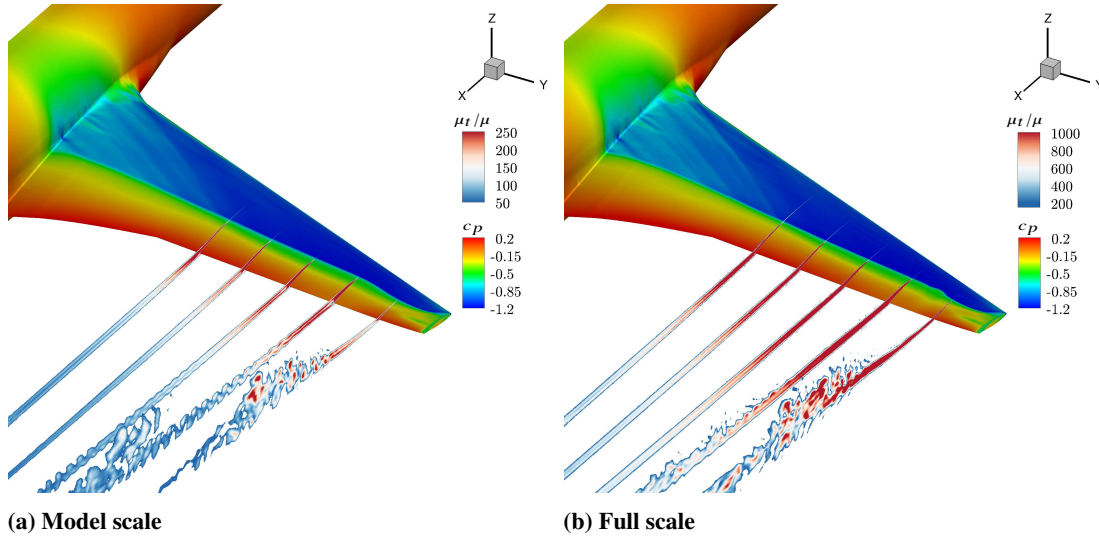 Z
Y
X
μt/μ
250
200
150
100
50
cp
0.2
-0.15
-0.5
-0.85
-1.2
(a) Model scale
Z
Y
X
μt/μ
1000
800
600
400
200
cp
0.2
-0.15
-0.5
-0.85
-1.2
(b) Full scale